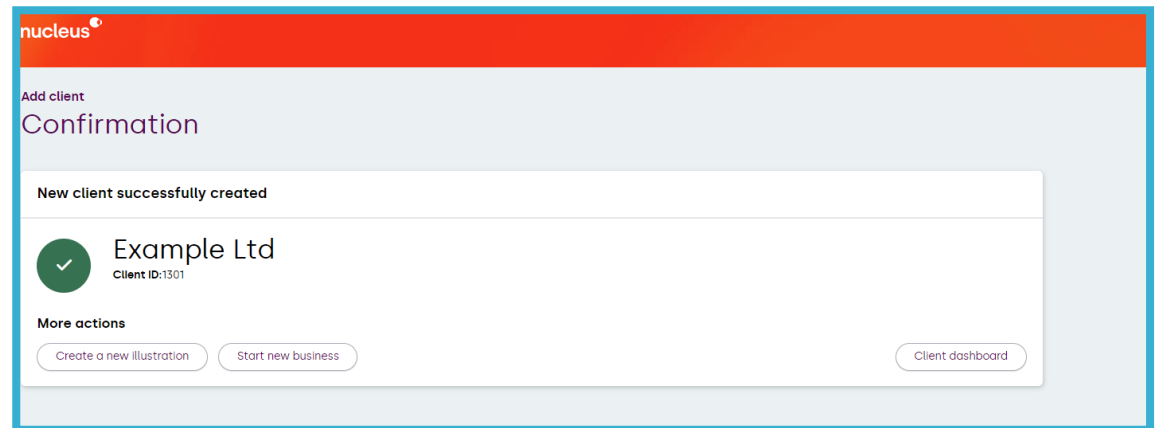 nucleus
Add client
Confirmation
New client successfully created
Example Ltd
Client ID:1301
More actions
Create a new illustration Start new business Client dashboard